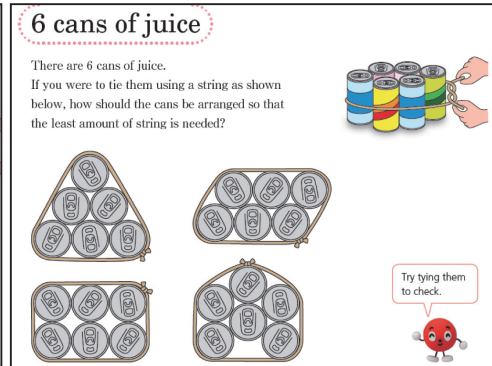 6 cans of juice
There are 6 cans of juice.
If you were to tie them using a string as shown
below, how should the cans be arranged so that
the least amount of string is needed?
Try tying them
to check.